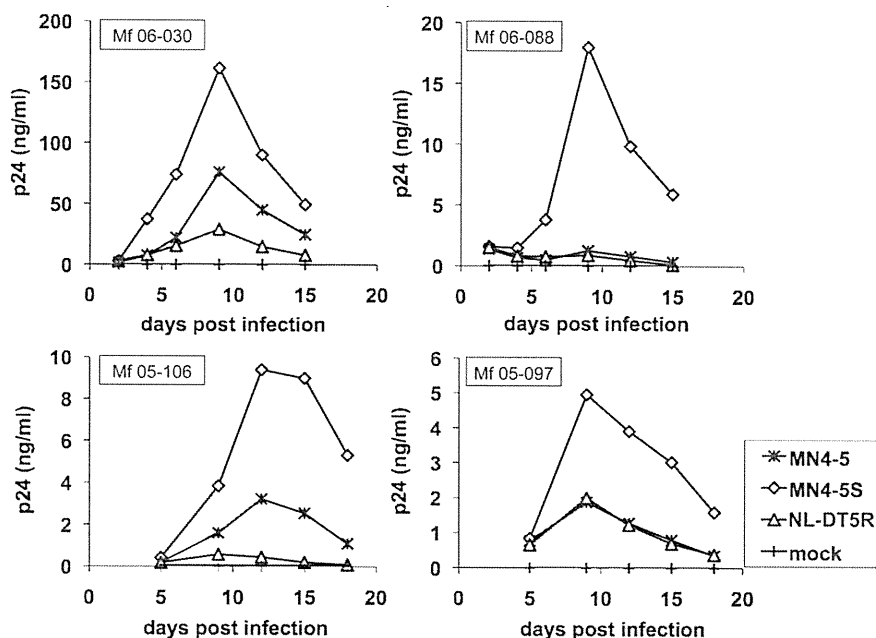 Mf 06-030
p24 (ng/ml)
200
150
100
50
0
0 5 10 15 20
days post infection
Mf 06-088
p24 (ng/ml)
20
15
10
5
0
0 5 10 15 20
days post infection
Mf 05-106
p24 (ng/ml)
10
8
6
4
2
0
0 5 10 15 20
days post infection
Mf 05-097
p24 (ng/ml)
6
5
4
3
2
1
0
0 5 10 15 20
days post infection
MN4-5
MN4-5S
NL-DT5R
mock